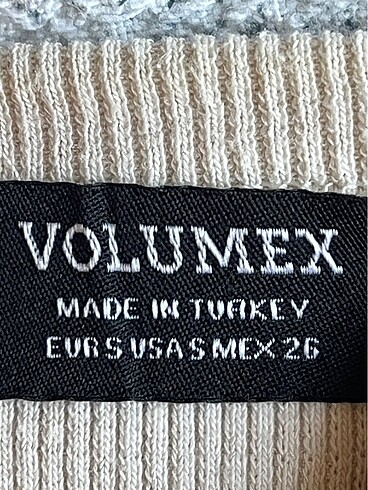 VOLUMEX
MADE IN TURKEY
EUR S USA S MEX 26